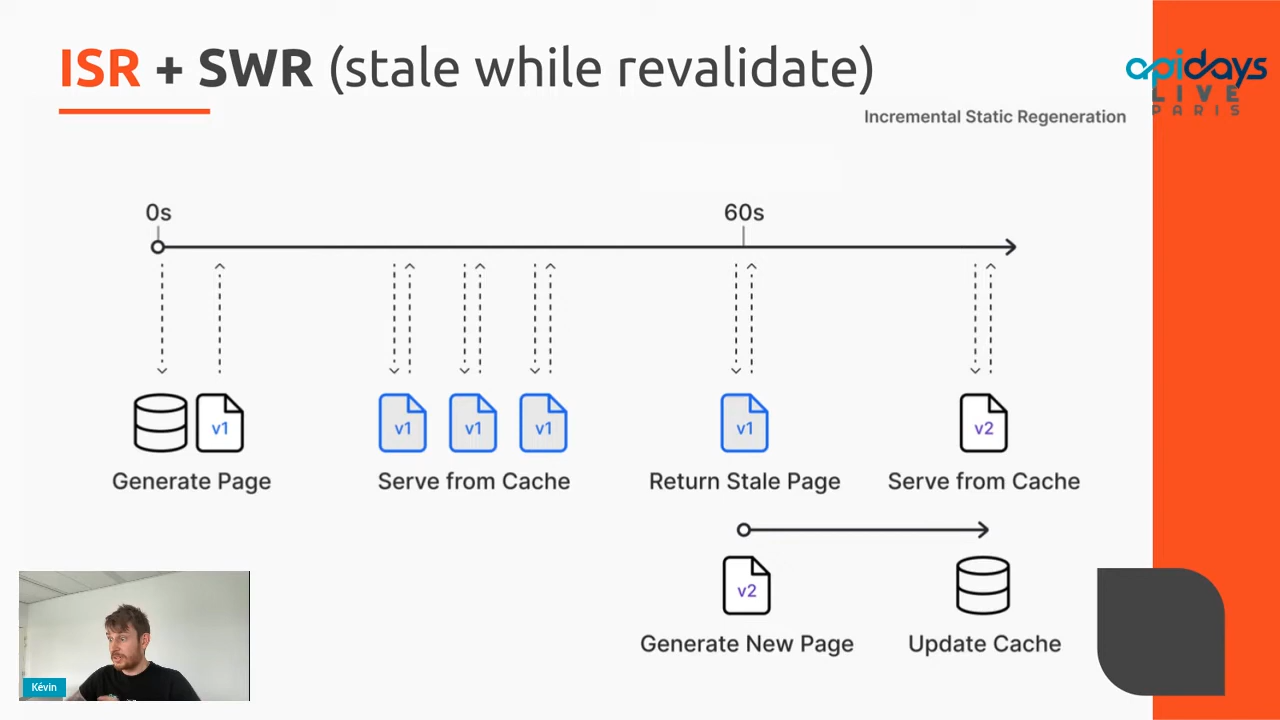 ISR + SWR (stale while revalidate)
apidays
LIVE
PARIS
Incremental Static Regeneration
0s
60s
v1
v1
v1
v1
v1
v2
Generate Page
Serve from Cache
Return Stale Page
Serve from Cache
v2
Generate New Page
Update Cache
Kévin